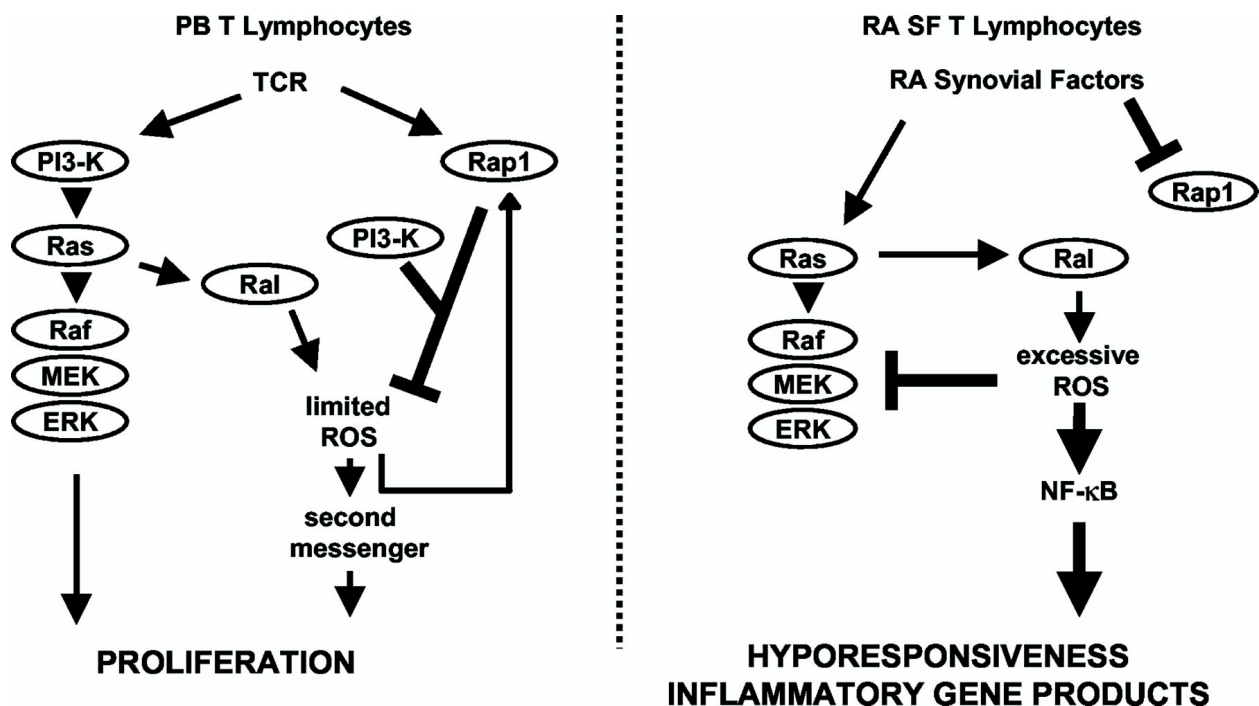 PB T Lymphocytes
TCR
PI3-K
Rap1
Ras
PI3-K
Ral
Raf
MEK
ERK
limited
ROS
second
messenger
PROLIFERATION
RA SF T Lymphocytes
RA Synovial Factors
Rap1
Ras
Ral
Raf
MEK
ERK
excessive
ROS
NF-κB
HYPORESPONSIVENESS
INFLAMMATORY GENE PRODUCTS